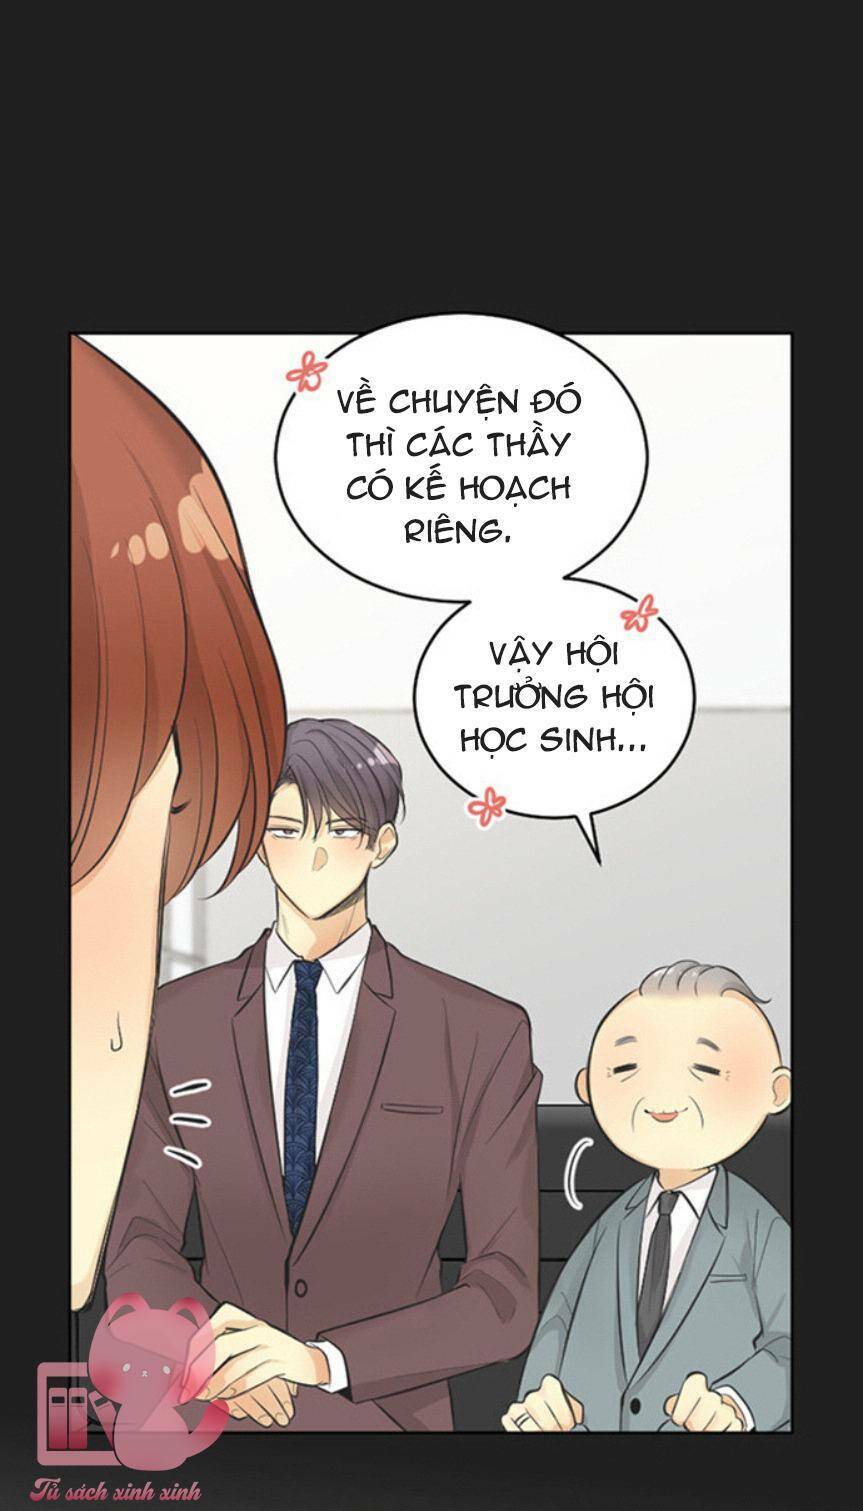 VỀ CHUYỆN ĐÓ
THÌ CÁC THẦY
CÓ KẾ HOẠCH
RIÊNG.
VẬY HỘI
TRƯỞNG HỘI
HỌC SINH...
Tủ sách xinh xinh